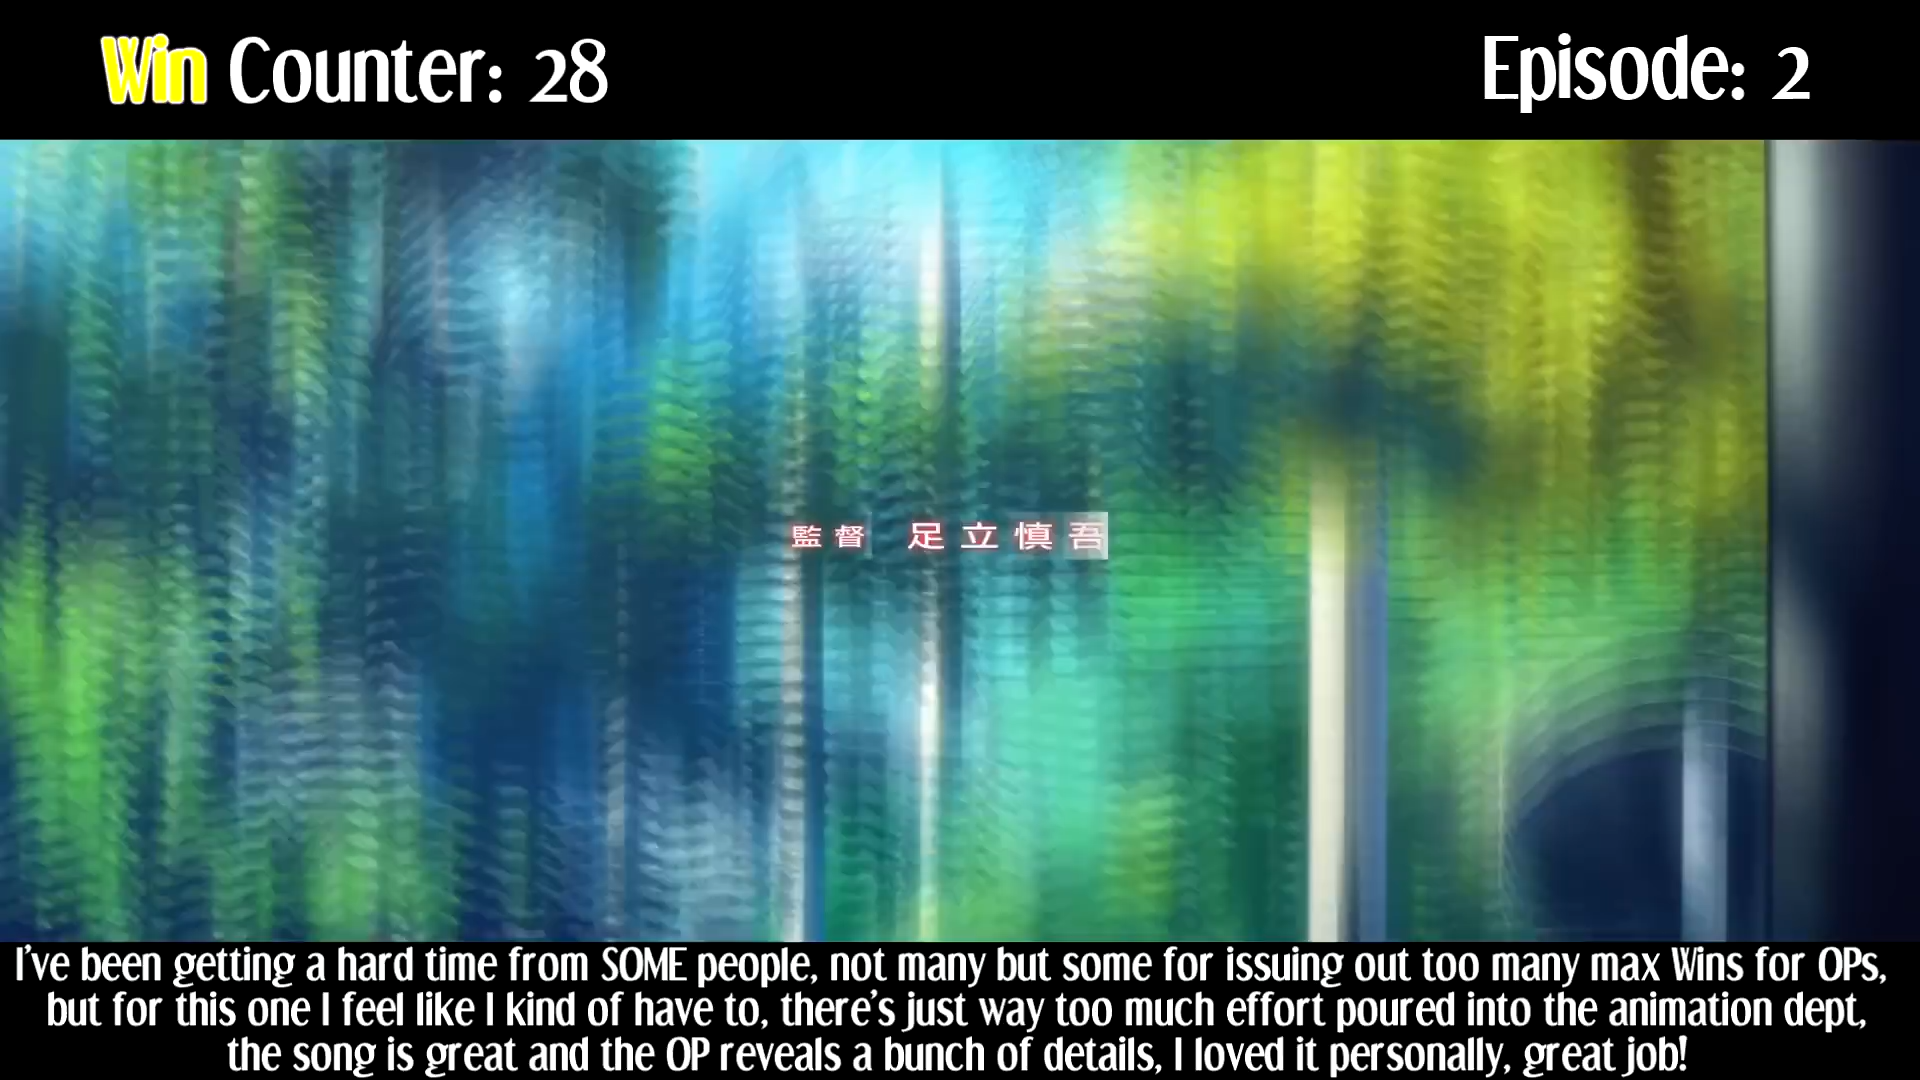 Win Counter: 28
Episode: 2
監督 足立慎吾
I've been getting a hard time from SOME people, not many but some for issuing out too many max Wins for OPs,
but for this one I feel like I kind of have to, there's just way too much effort poured into the animation dept,
the song is great and the OP reveals a bunch of details, I loved it personally, great job!